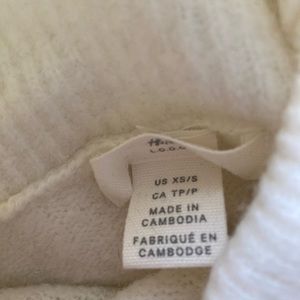 L.O.G.G
US XS/S
CA TP/P
MADE IN
CAMBODIA
FABRIQUÉ EN
CAMBODGE